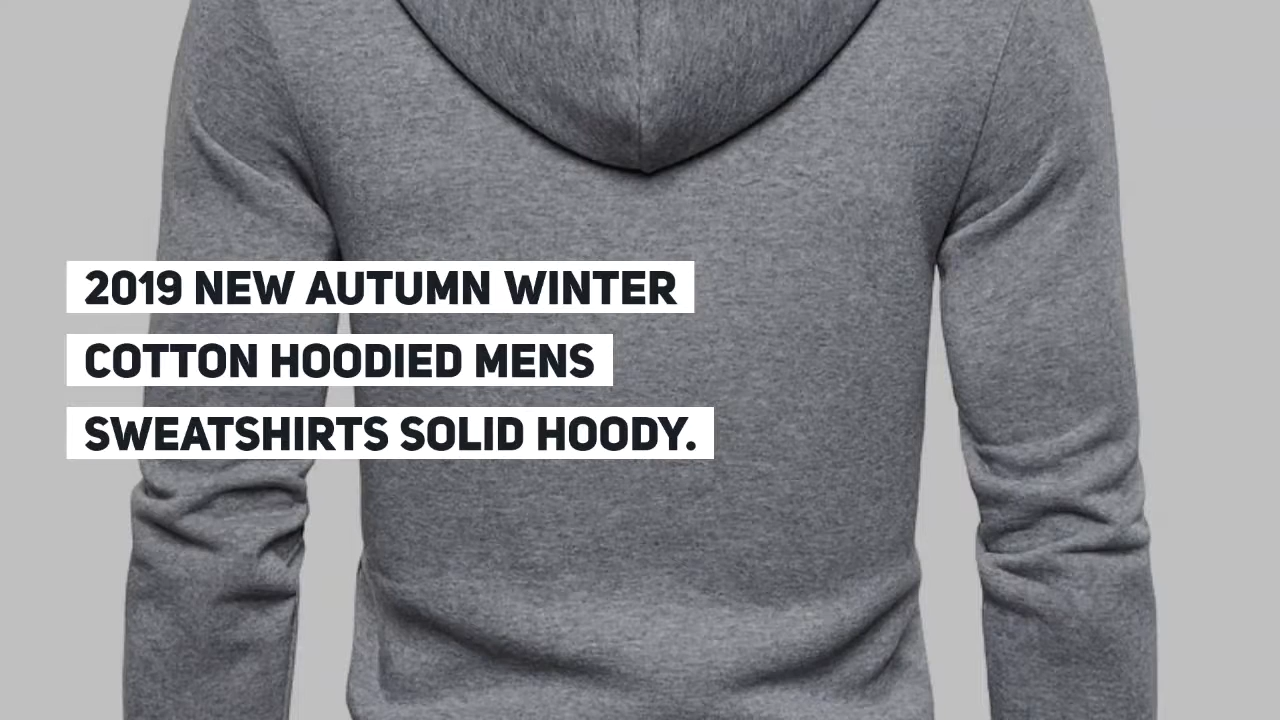 2019 NEW AUTUMN WINTER
COTTON HOODIED MENS
SWEATSHIRTS SOLID HOODY.